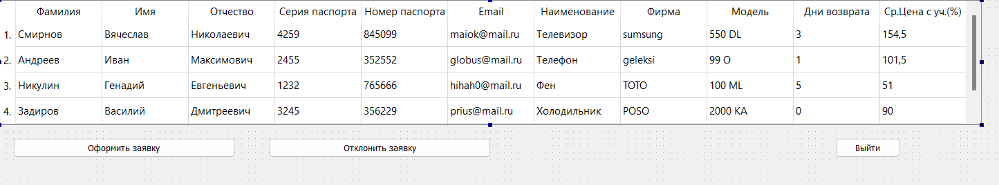 Фамилия Имя Отчество Серия паспорта Номер паспорта Email Наименование Фирма Модель Дни возврата Ср.Цена с уч.(%)
1. Смирнов Вячеслав Николаевич 4259 845099 maiok@mail.ru Телевизор sumsung 550 DL 3 154,5
2. Андреев Иван Максимович 2455 352552 globus@mail.ru Телефон geleksi 99 O 1 101,5
3. Никулин Генадий Евгеньевич 1232 765666 hihah0@mail.ru Фен TOTO 100 ML 5 51
4. Задиров Василий Дмитреевич 3245 356229 prius@mail.ru Холодильник POSO 2000 KA 0 90
Оформить заявку Отклонить заявку Выйти